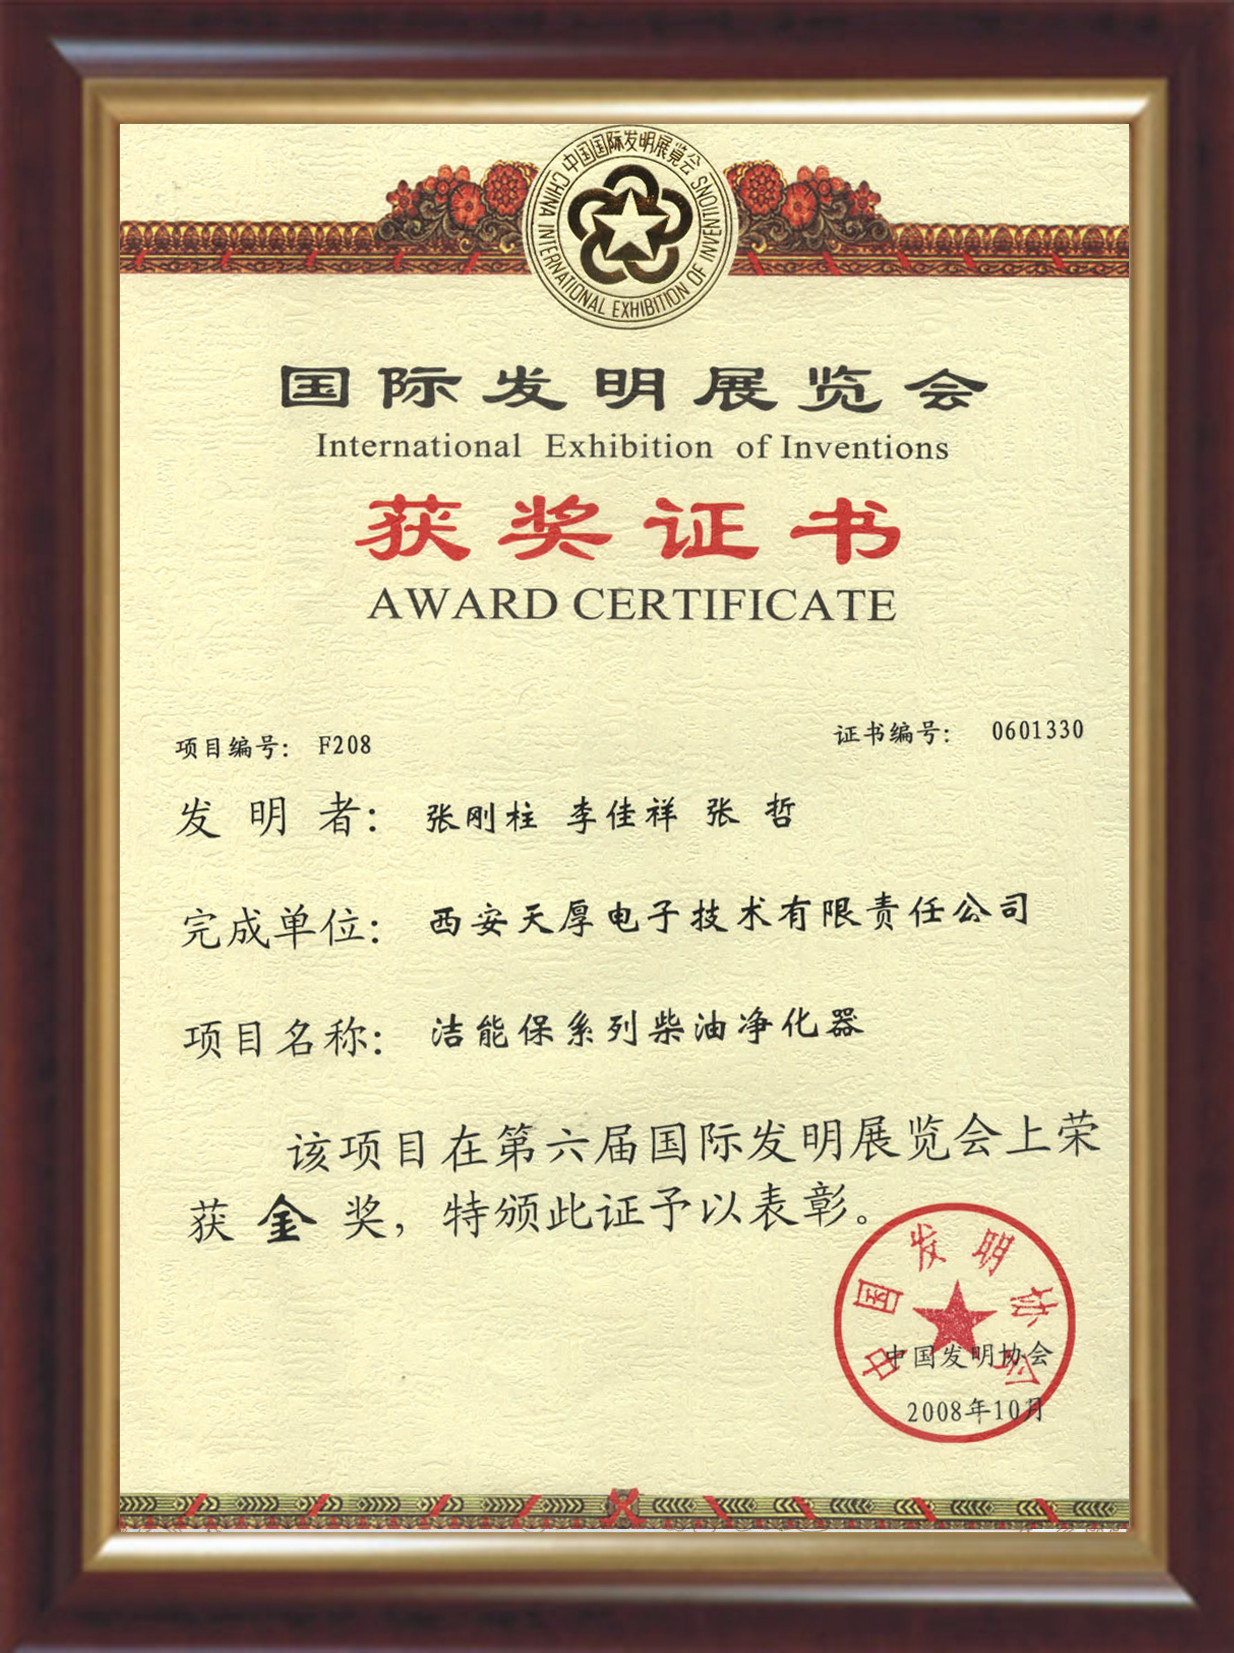 中国国际发明展览会
CHINA INTERNATIONAL EXHIBITION OF INVENTIONS
国际发明展览会
International Exhibition of Inventions
获奖证书
AWARD CERTIFICATE
项目编号： F208
证书编号： 0601330
发明者： 张刚柱 李佳祥 张 哲
完成单位： 西安天厚电子技术有限责任公司
项目名称： 洁能保系列柴油净化器
该项目在第六届国际发明展览会上荣
获 金 奖，特颁此证予以表彰。
中国发明协会
中国发明协会
2008年10月